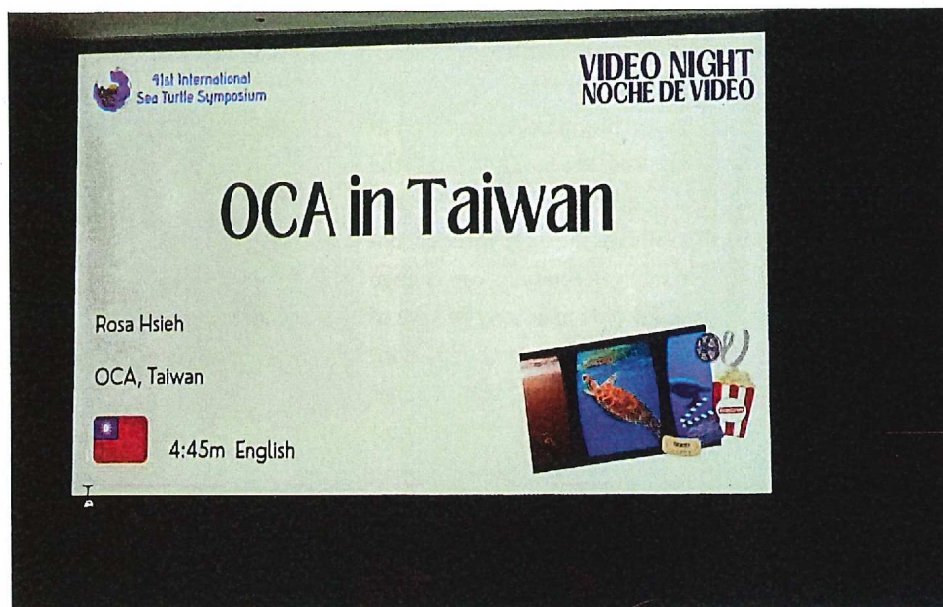 41st International
Sea Turtle Symposium
VIDEO NIGHT
NOCHE DE VIDEO
OCA in Taiwan
Rosa Hsieh
OCA, Taiwan
4:45m English